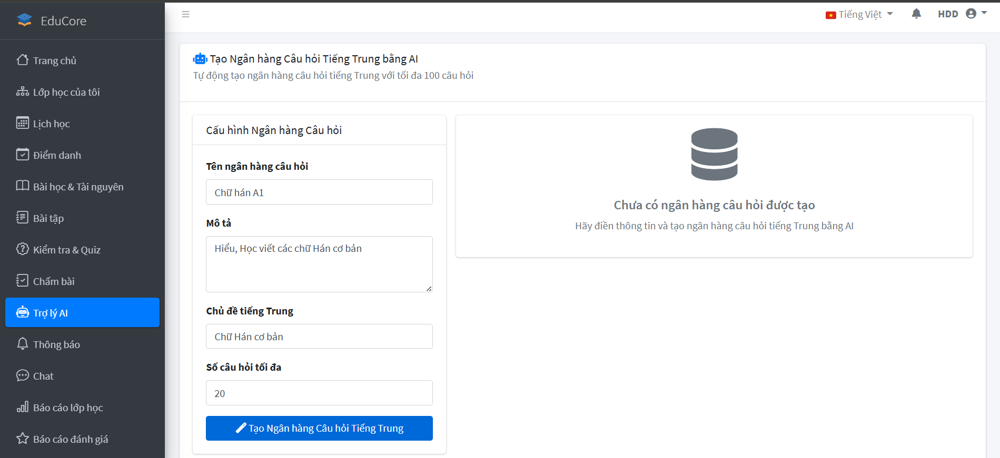 EduCore
Tiếng Việt
HDD
Trang chủ
Lớp học của tôi
Lịch học
Điểm danh
Bài học & Tài nguyên
Bài tập
Kiểm tra & Quiz
Chấm bài
Trợ lý AI
Thông báo
Chat
Báo cáo lớp học
Báo cáo đánh giá
Tạo Ngân hàng Câu hỏi Tiếng Trung bằng AI
Tự động tạo ngân hàng câu hỏi tiếng Trung với tối đa 100 câu hỏi
Cấu hình Ngân hàng Câu hỏi
Tên ngân hàng câu hỏi
Chữ hán A1
Mô tả
Hiểu, Học viết các chữ Hán cơ bản
Chủ đề tiếng Trung
Chữ Hán cơ bản
Số câu hỏi tối đa
20
Tạo Ngân hàng Câu hỏi Tiếng Trung
Chưa có ngân hàng câu hỏi được tạo
Hãy điền thông tin và tạo ngân hàng câu hỏi tiếng Trung bằng AI